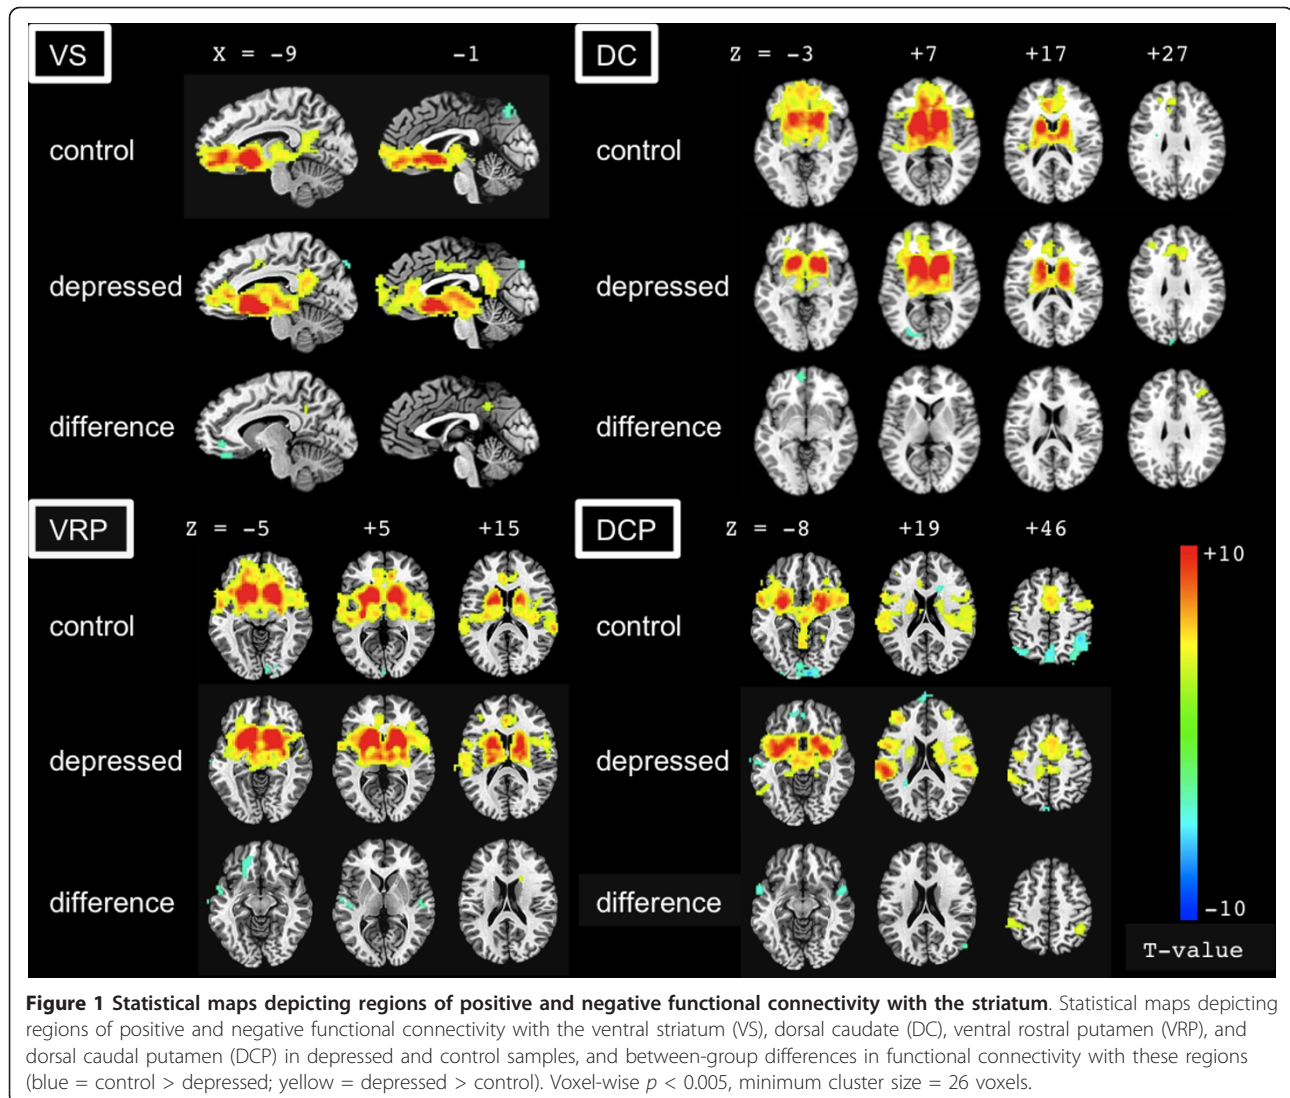 VS
X = -9 -1
control
depressed
difference
DC
Z = -3 +7 +17 +27
control
depressed
difference
VRP
Z = -5 +5 +15
control
depressed
difference
DCP
-8 +19 +46
control
depressed
difference
+10
-10
T-value
Figure 1 Statistical maps depicting regions of positive and negative functional connectivity with the striatum. Statistical maps depicting
regions of positive and negative functional connectivity with the ventral striatum (VS), dorsal caudate (DC), ventral rostral putamen (VRP), and
dorsal caudal putamen (DCP) in depressed and control samples, and between-group differences in functional connectivity with these regions
(blue = control > depressed; yellow = depressed > control). Voxel-wise p < 0.005, minimum cluster size = 26 voxels.